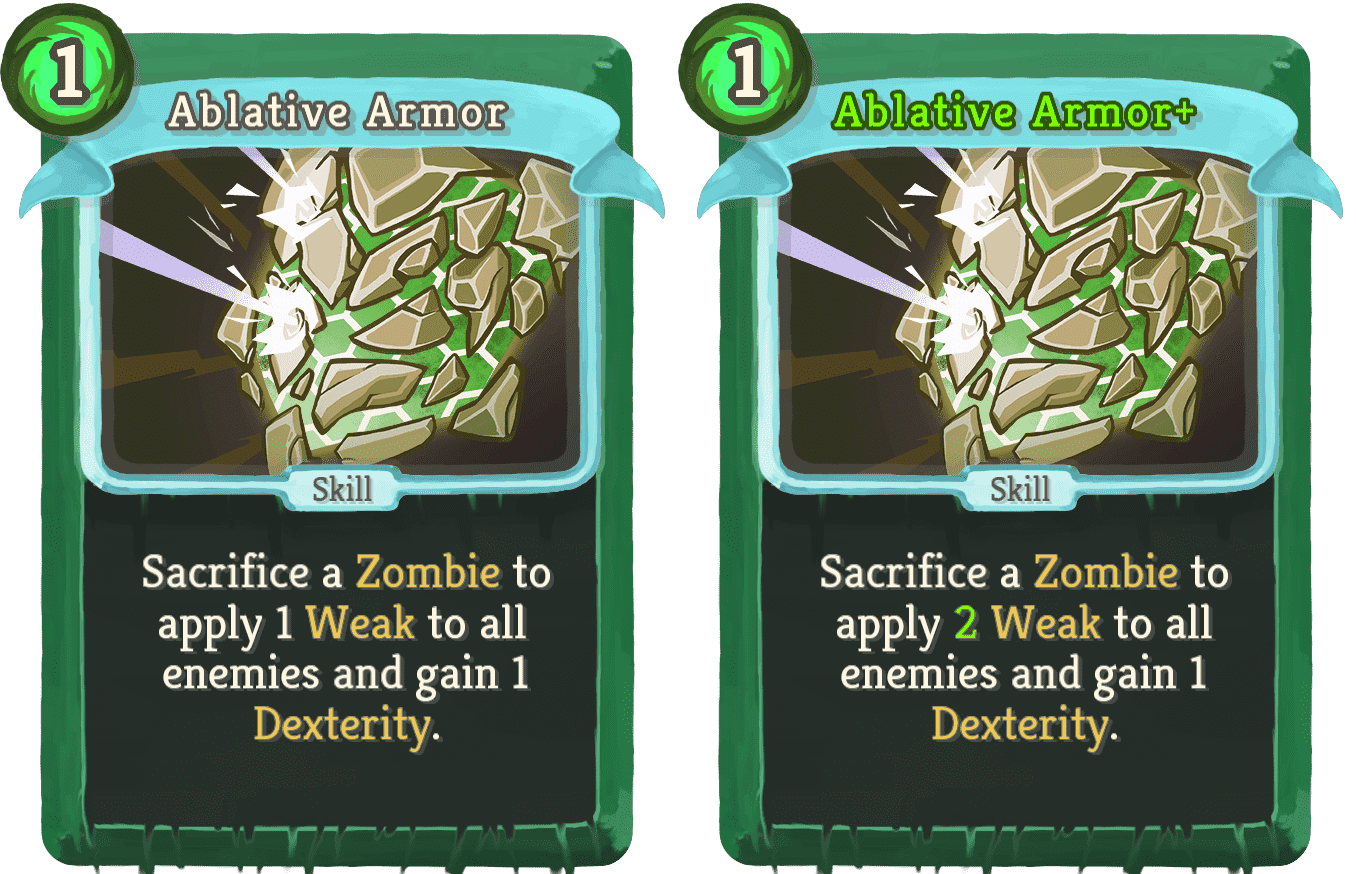 1
Ablative Armor
Skill
Sacrifice a Zombie to
apply 1 Weak to all
enemies and gain 1
Dexterity.
1
Ablative Armor+
Skill
Sacrifice a Zombie to
apply 2 Weak to all
enemies and gain 1
Dexterity.